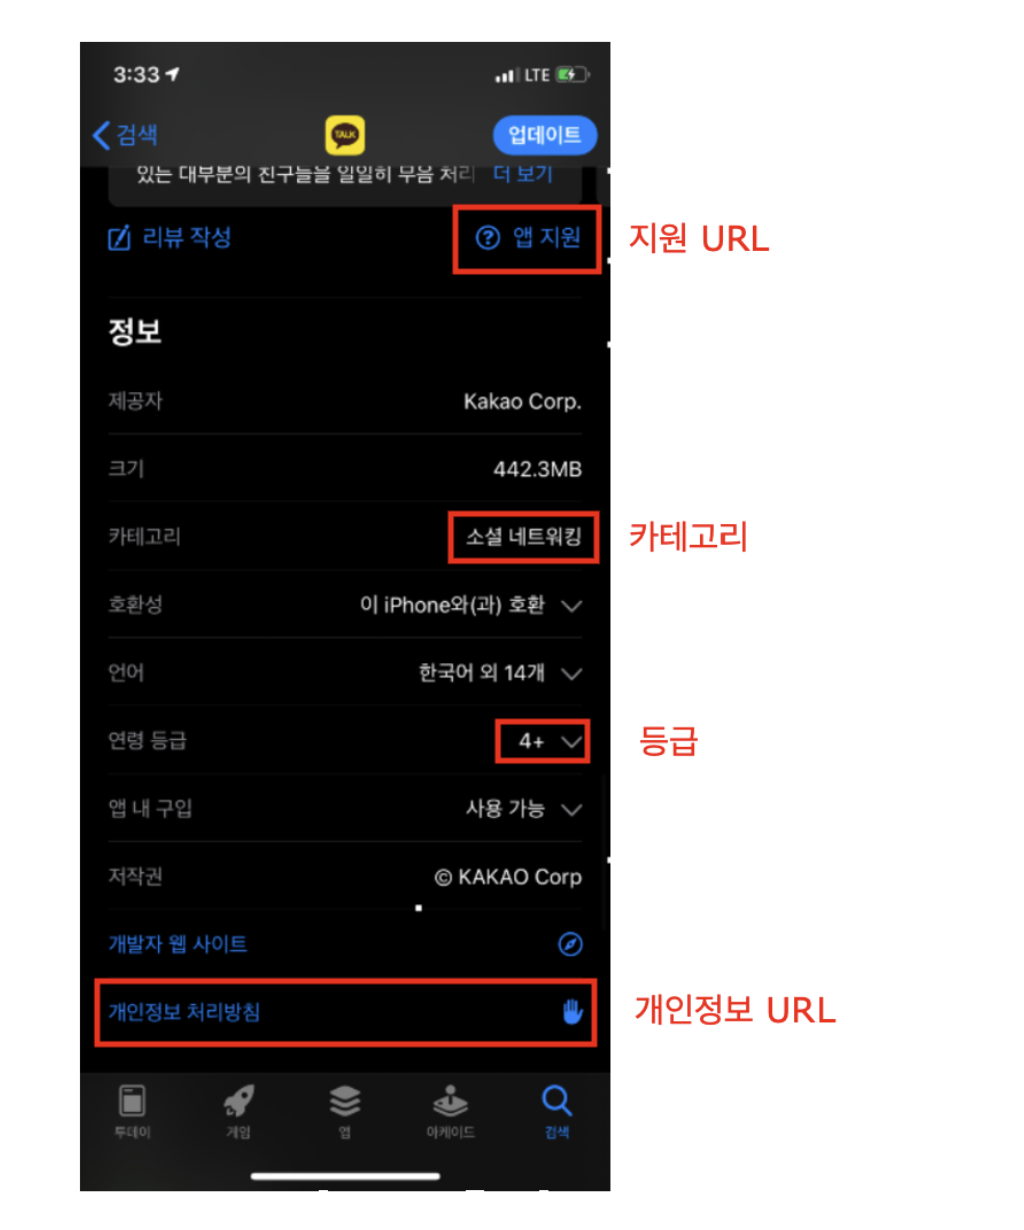 3:33 LTE
검색 TALK 업데이트
있는 대부분의 친구들을 일일히 무음 처리 더 보기
리뷰 작성 ? 앱 지원 지원 URL
정보
제공자 Kakao Corp.
크기 442.3MB
카테고리 소셜 네트워킹 카테고리
호환성 이 iPhone와(과) 호환
언어 한국어 외 14개
연령 등급 4+ 등급
앱 내 구입 사용 가능
저작권 © KAKAO Corp
개발자 웹 사이트
개인정보 처리방침 개인정보 URL
투데이 게임 앱 아케이드 검색